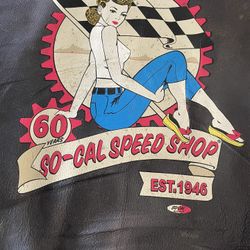 60
YEARS
SO-CAL SPEED SHOP
EST.1946